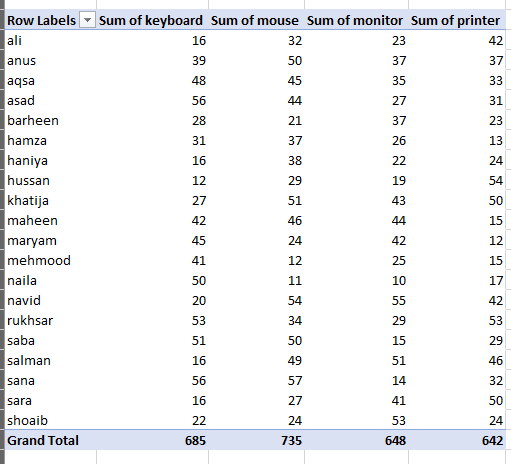 Row Labels Sum of keyboard Sum of mouse Sum of monitor Sum of printer
ali 16 32 23 42
anus 39 50 37 37
aqsa 48 45 35 33
asad 56 44 27 31
barheen 28 21 37 23
hamza 31 37 26 13
haniya 16 38 22 24
hussan 12 29 19 54
khatija 27 51 43 50
maheen 42 46 44 15
maryam 45 24 42 12
mehmood 41 12 25 15
naila 50 11 10 17
navid 20 54 55 42
rukhsar 53 34 29 53
saba 51 50 15 29
salman 16 49 51 46
sana 56 57 14 32
sara 16 27 41 50
shoaib 22 24 53 24
Grand Total 685 735 648 642